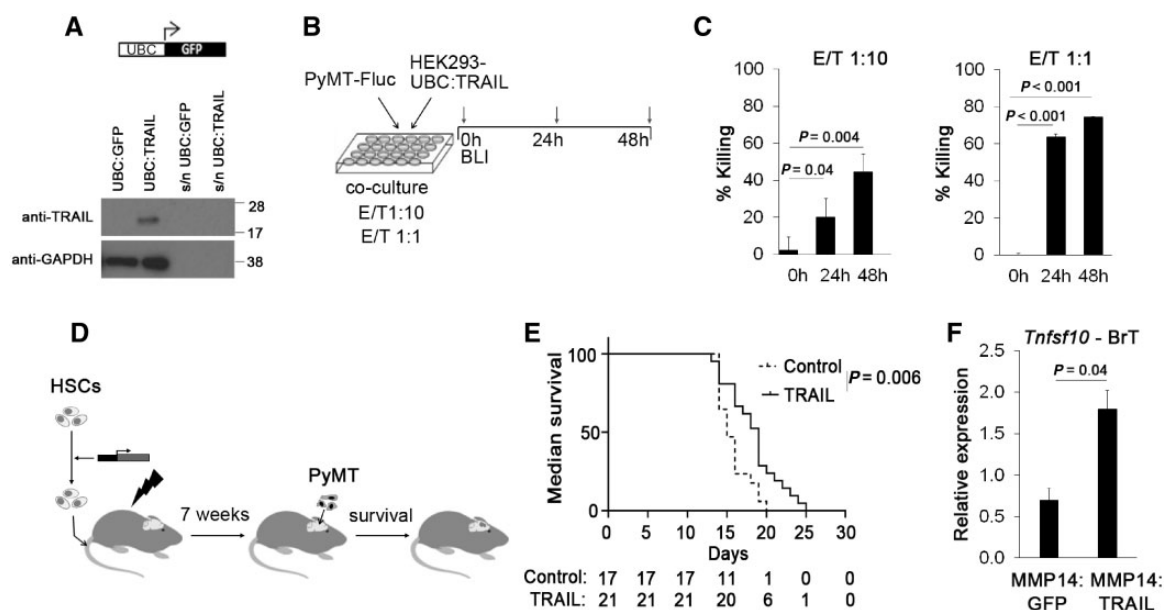 A
UBC
GFP
UBC:GFP
UBC:TRAIL
s/n UBC:GFP
s/n UBC:TRAIL
anti-TRAIL
28
17
anti-GAPDH
38
B
PyMT-Fluc
HEK293-
UBC:TRAIL
0h
24h
48h
BLI
co-culture
E/T1:10
E/T 1:1
C
E/T 1:10
% Killing
100
80
60
40
20
0
P = 0.004
P = 0.04
0h 24h 48h
E/T 1:1
% Killing
100
80
60
40
20
0
P < 0.001
P < 0.001
0h 24h 48h
D
HSCs
7 weeks
PyMT
survival
E
Median survival
100
50
0
Control
TRAIL
P = 0.006
0 5 10 15 20 25 30
Days
Control: 17 17 17 11 1 0 0
TRAIL: 21 21 21 20 6 1 0
F
Tnfsf10 - BrT
Relative expression
2.5
2.0
1.5
1.0
0.5
0.0
P = 0.04
MMP14: MMP14:
GFP TRAIL